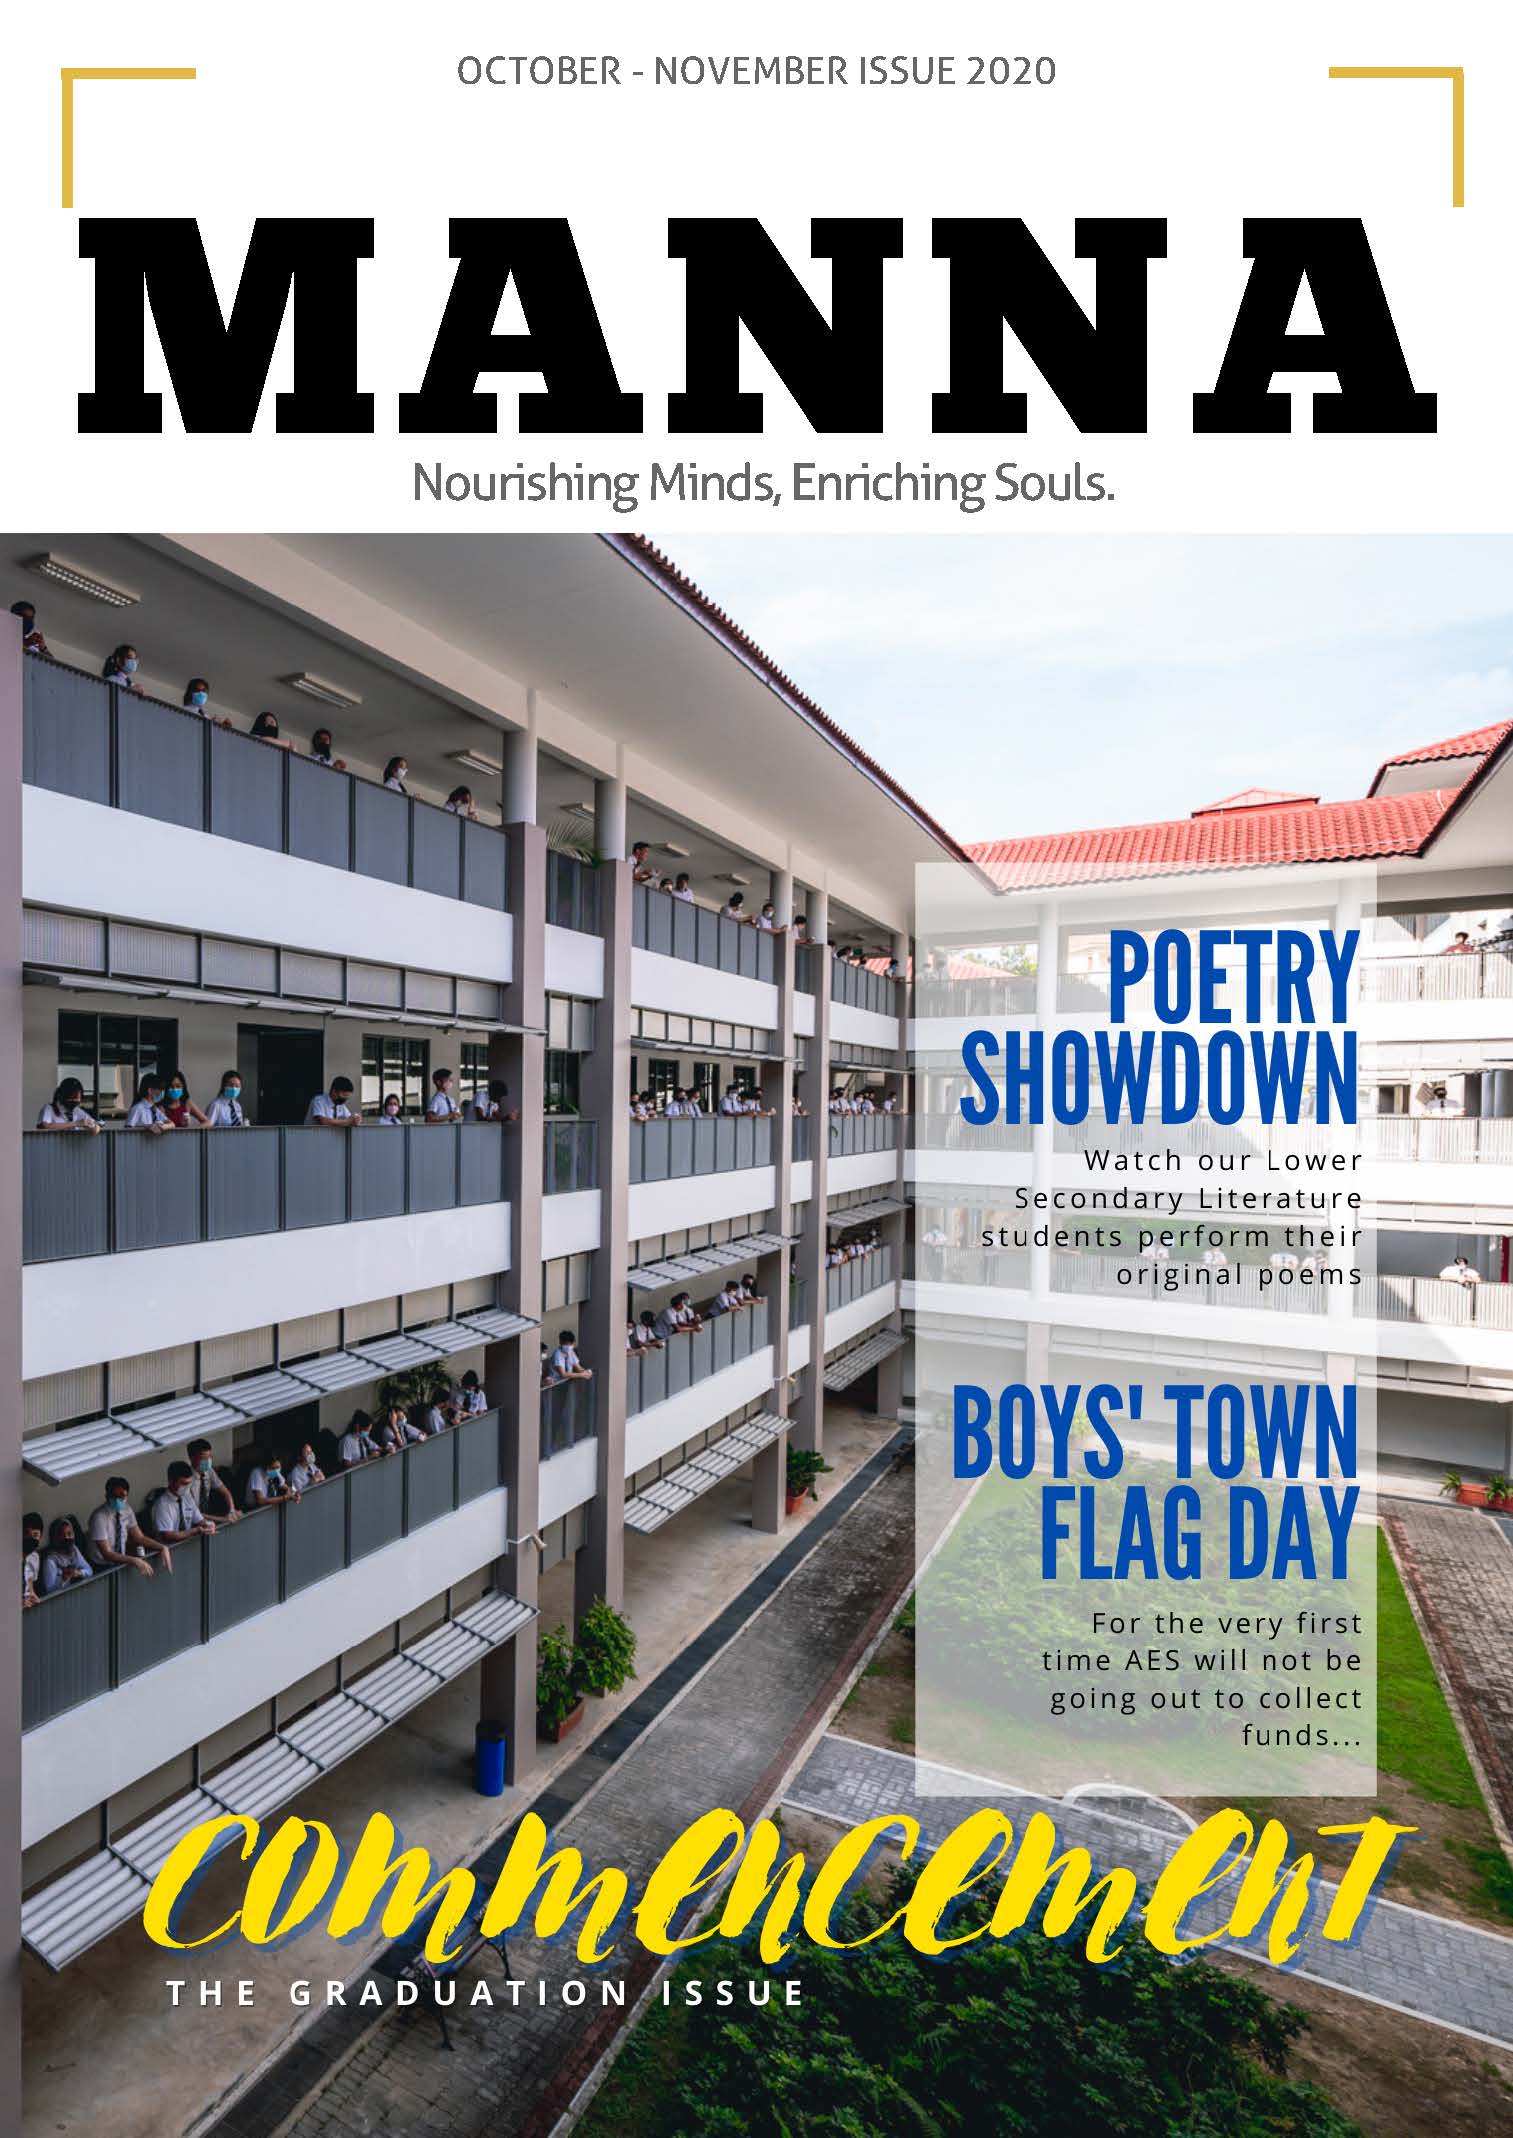 OCTOBER - NOVEMBER ISSUE 2020
MANNA
Nourishing Minds, Enriching Souls.
POETRY
SHOWDOWN
Watch our Lower
Secondary Literature
students perform their
original poems
BOYS' TOWN
FLAG DAY
For the very first
time AES will not be
going out to collect
funds...
commencement
THE GRADUATION ISSUE